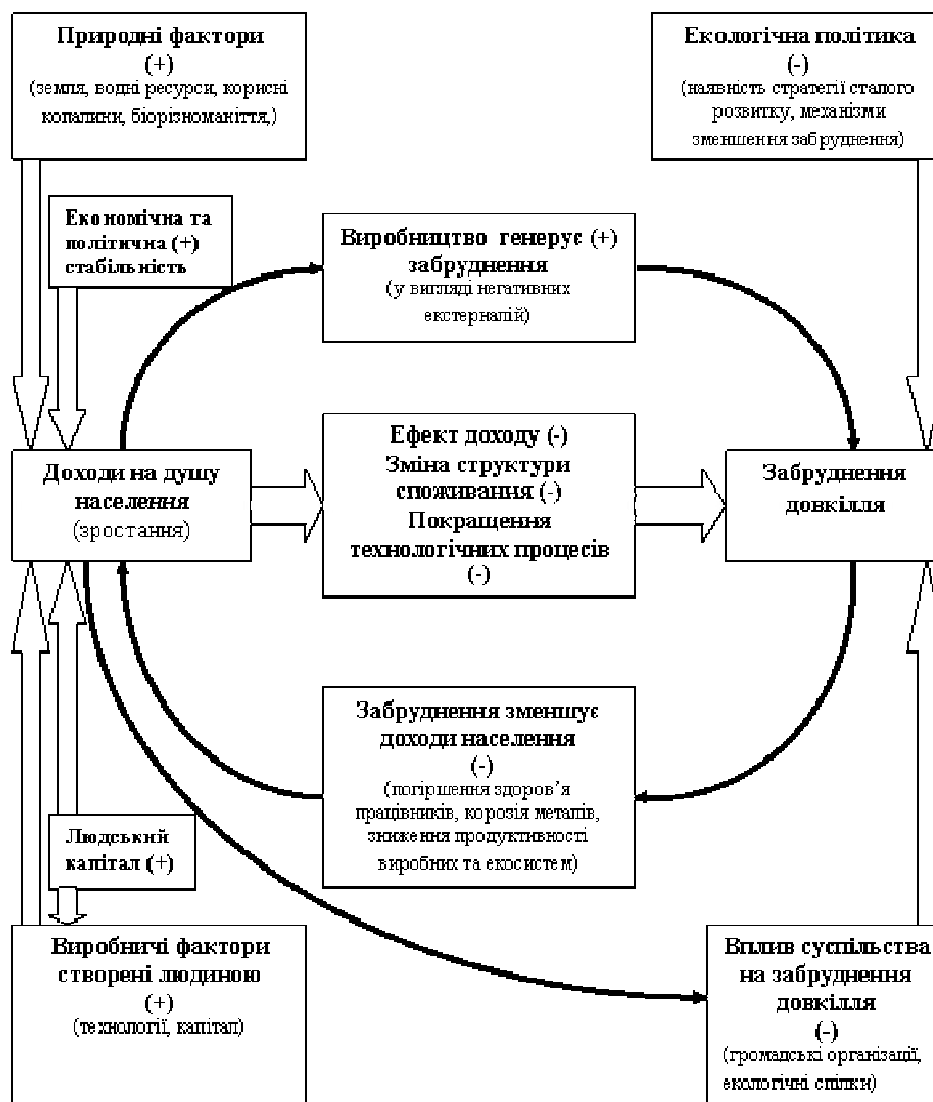 Природні фактори
(+)
(земля, водні ресурси, корисні
копалини, біорізноманіття,)
Екологічна політика
(-)
(наявність стратегії сталого
розвитку, механізми
зменшення забруднення)
Економічна та
політична (+)
стабільність
Виробництво генерує (+)
забруднення
(у вигляді негативних
екстерналій)
Доходи на душу
населення
(зростання)
Ефект доходу (-)
Зміна структури
споживання (-)
Покращення
технологічних процесів
(-)
Забруднення
довкілля
Забруднення зменшує
доходи населення
(-)
(погіршення здоров’я
працівників, корозія металів,
зниження продуктивності
виробних та екосистем)
Людський
капітал (+)
Виробничі фактори
створені людиною
(+)
(технології, капітал)
Вплив суспільства
на забруднення
довкілля
(-)
(громадські організації,
екологічні спілки)